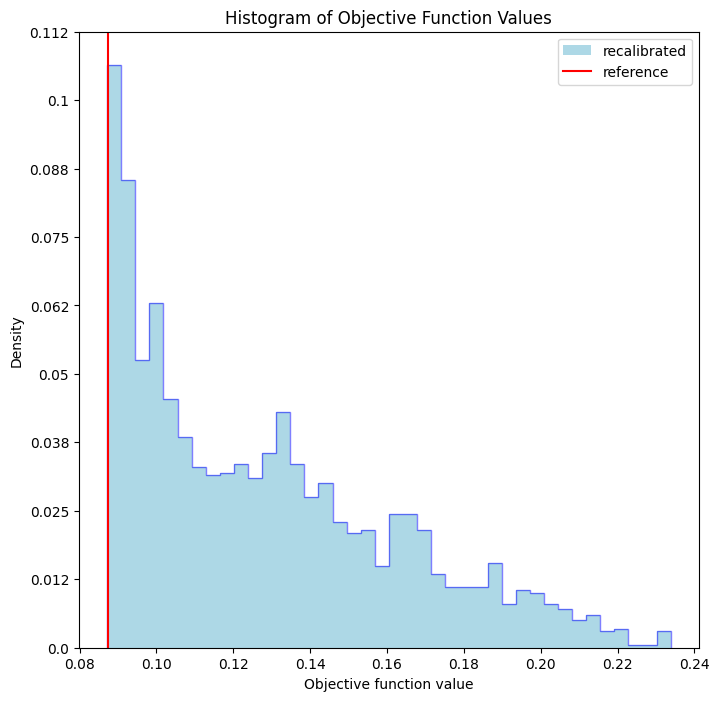 Histogram of Objective Function Values
recalibrated
reference
Density
0.112
0.1
0.088
0.075
0.062
0.05
0.038
0.025
0.012
0.0
0.08 0.10 0.12 0.14 0.16 0.18 0.20 0.22 0.24
Objective function value